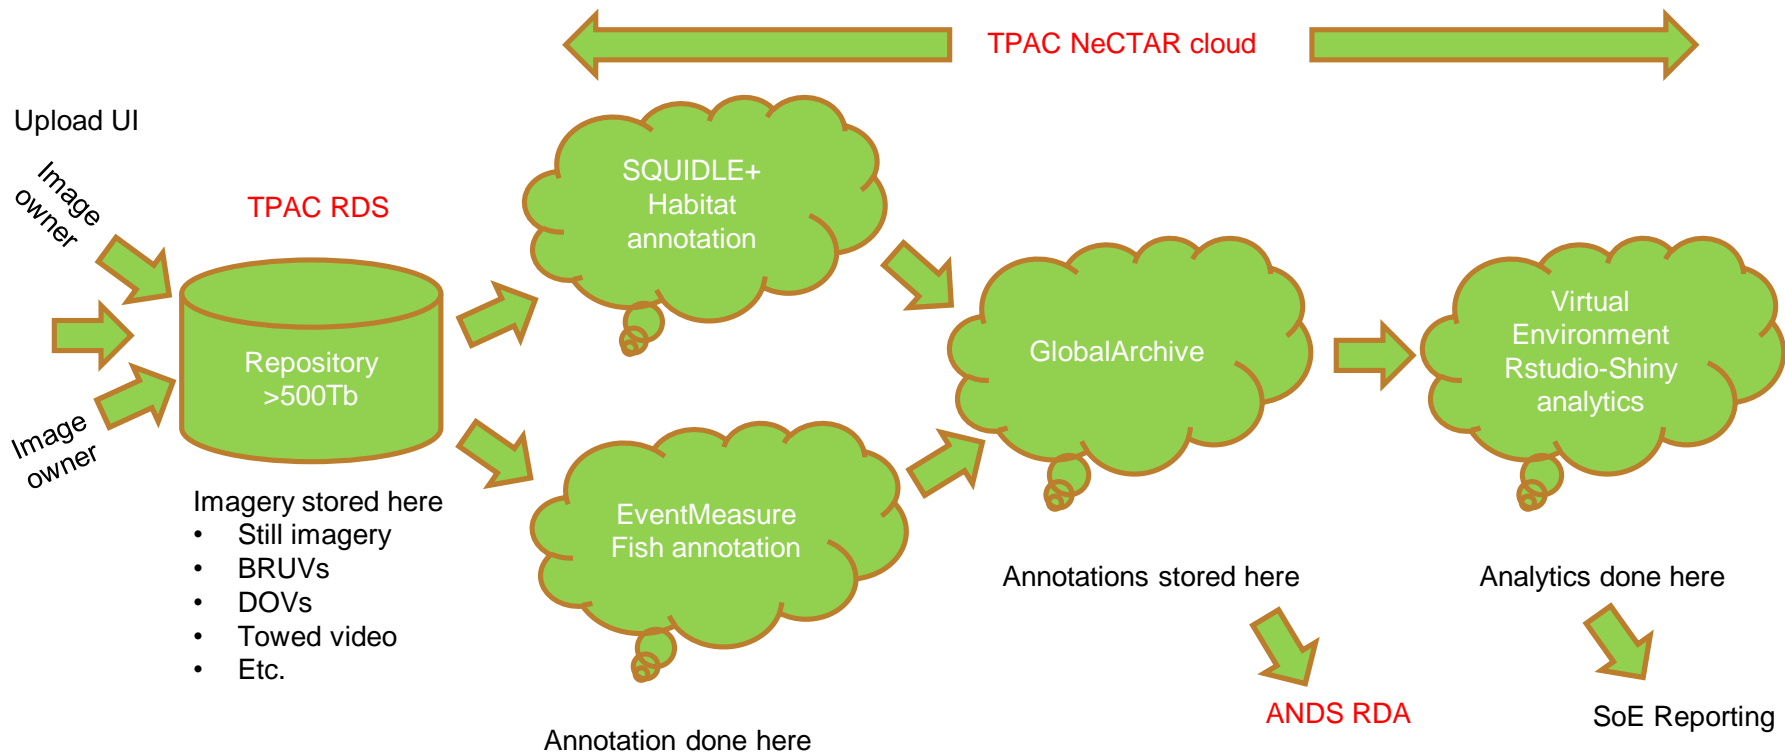 TPAC NeCTAR cloud
Upload UI
Image
owner
TPAC RDS
Image
owner
Repository
>500Tb
Imagery stored here
• Still imagery
• BRUVs
• DOVs
• Towed video
• Etc.
SQUIDLE+
Habitat
annotation
EventMeasure
Fish annotation
Annotation done here
GlobalArchive
Annotations stored here
ANDS RDA
Virtual
Environment
Rstudio-Shiny
analytics
Analytics done here
SoE Reporting